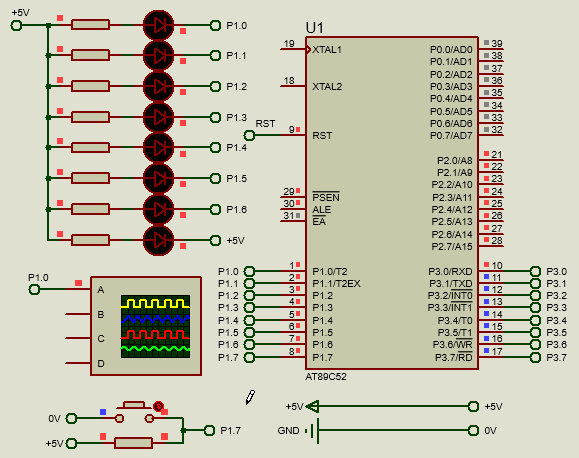 +5V
P1.0
P1.1
P1.2
P1.3
P1.4
P1.5
P1.6
+5V
U1
19 XTAL1 P0.0/AD0 39
P0.1/AD1 38
P0.2/AD2 37
18 XTAL2 P0.3/AD3 36
P0.4/AD4 35
P0.5/AD5 34
P0.6/AD6 33
RST 9 RST P0.7/AD7 32
P2.0/A8 21
P2.1/A9 22
P2.2/A10 23
29 PSEN P2.3/A11 24
30 ALE P2.4/A12 25
31 EA P2.5/A13 26
P2.6/A14 27
P2.7/A15 28
P1.0 1 P1.0/T2 P3.0/RXD 10 P3.0
P1.1 2 P1.1/T2EX P3.1/TXD 11 P3.1
P1.2 3 P1.2 P3.2/INT0 12 P3.2
P1.3 4 P1.3 P3.3/INT1 13 P3.3
P1.4 5 P1.4 P3.4/T0 14 P3.4
P1.5 6 P1.5 P3.5/T1 15 P3.5
P1.6 7 P1.6 P3.6/WR 16 P3.6
P1.7 8 P1.7 P3.7/RD 17 P3.7
AT89C52
P1.0
A
B
C
D
0V
+5V
P1.7
+5V +5V
GND 0V